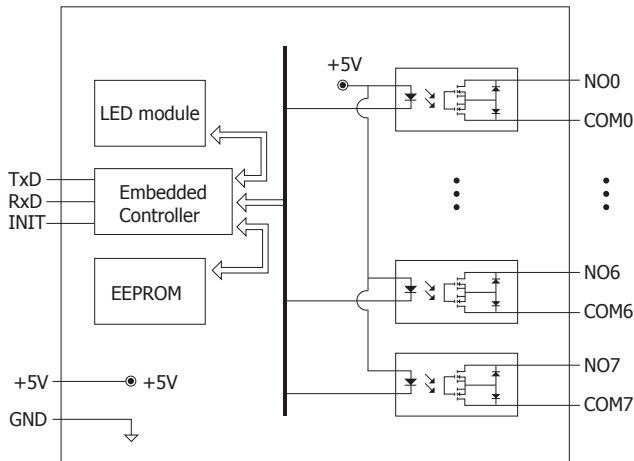 +5V
NO0
COM0
LED module
TxD
RxD
INIT
Embedded
Controller
EEPROM
NO6
COM6
+5V
+5V
GND
NO7
COM7